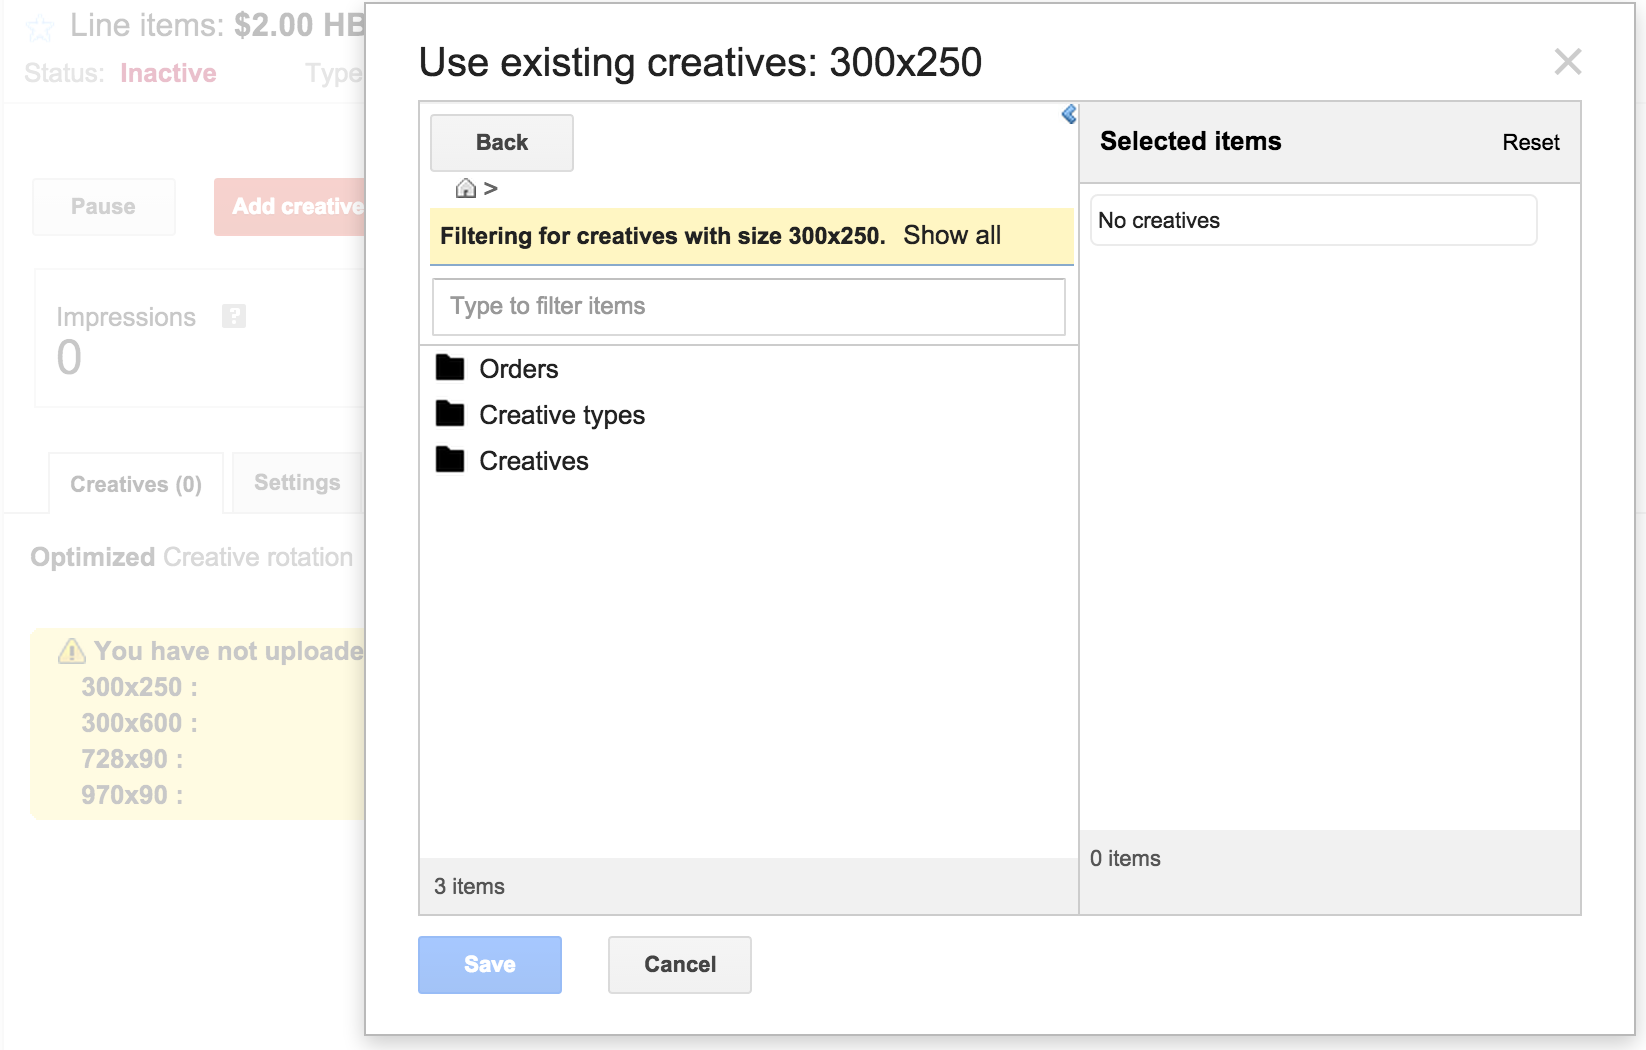 Line items: $2.00 HB
Status: Inactive Type
Pause Add creative
Impressions ?
0
Creatives (0) Settings
Optimized Creative rotation
You have not uploade
300x250 :
300x600 :
728x90 :
970x90 :
Use existing creatives: 300x250
Back
>
Filtering for creatives with size 300x250. Show all
Type to filter items
Orders
Creative types
Creatives
3 items
Selected items Reset
No creatives
0 items
Save Cancel